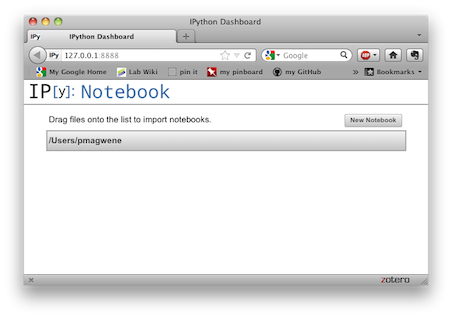 IPython Dashboard
IPy IPython Dashboard +
IPy 127.0.0.1:8888 Google ABP
My Google Home Lab Wiki pin it my pinboard my GitHub » Bookmarks
IP[y]: Notebook
Drag files onto the list to import notebooks. New Notebook
/Users/pmagwene
× zotero